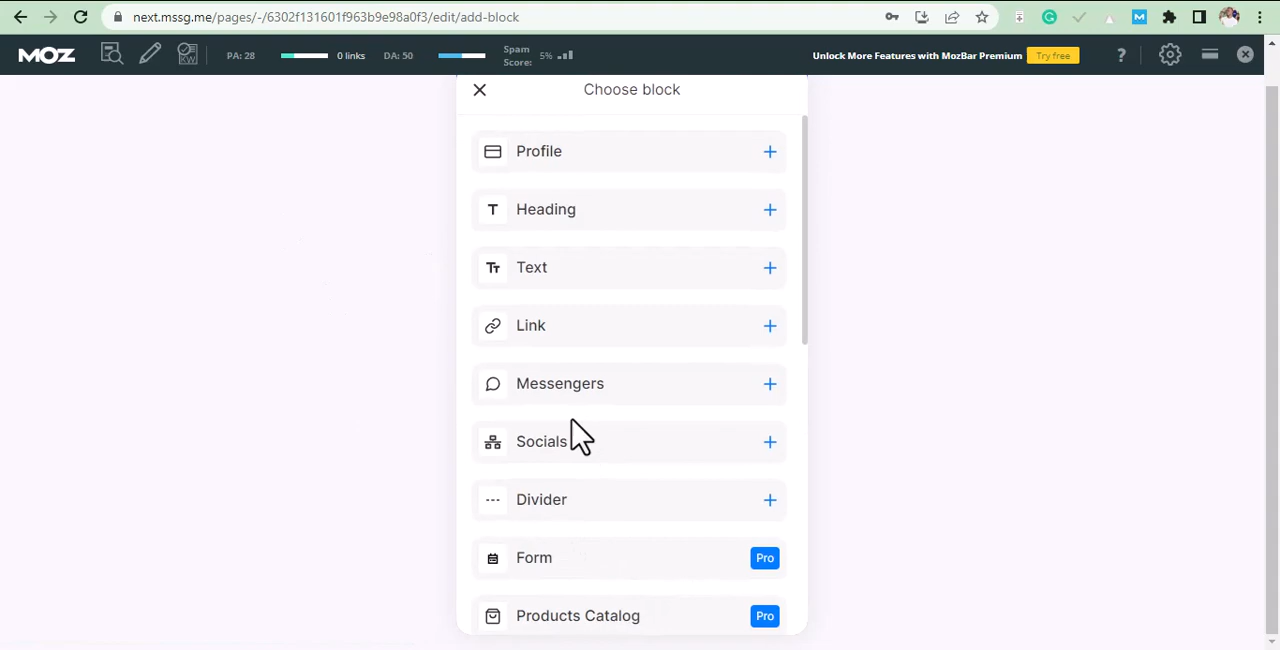 next.mssg.me/pages/-/6302f131601f963b9e98a0f3/edit/add-block
MOZ
KW
PA: 28
0 links
DA: 50
Spam
Score:
5%
Unlock More Features with MozBar Premium
Try free
?
Choose block
Profile
Heading
Text
Link
Messengers
Socials
Divider
Form
Pro
Products Catalog
Pro